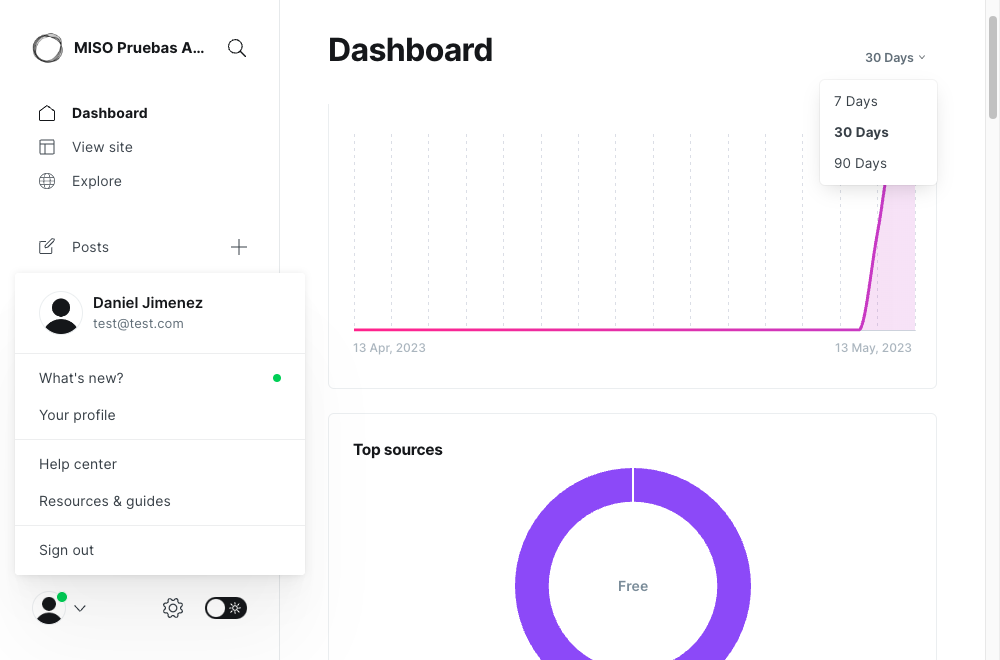 MISO Pruebas A...
Dashboard
View site
Explore
Posts
Daniel Jimenez
test@test.com
What's new?
Your profile
Help center
Resources & guides
Sign out
Dashboard
30 Days
7 Days
30 Days
90 Days
13 Apr, 2023
13 May, 2023
Top sources
Free